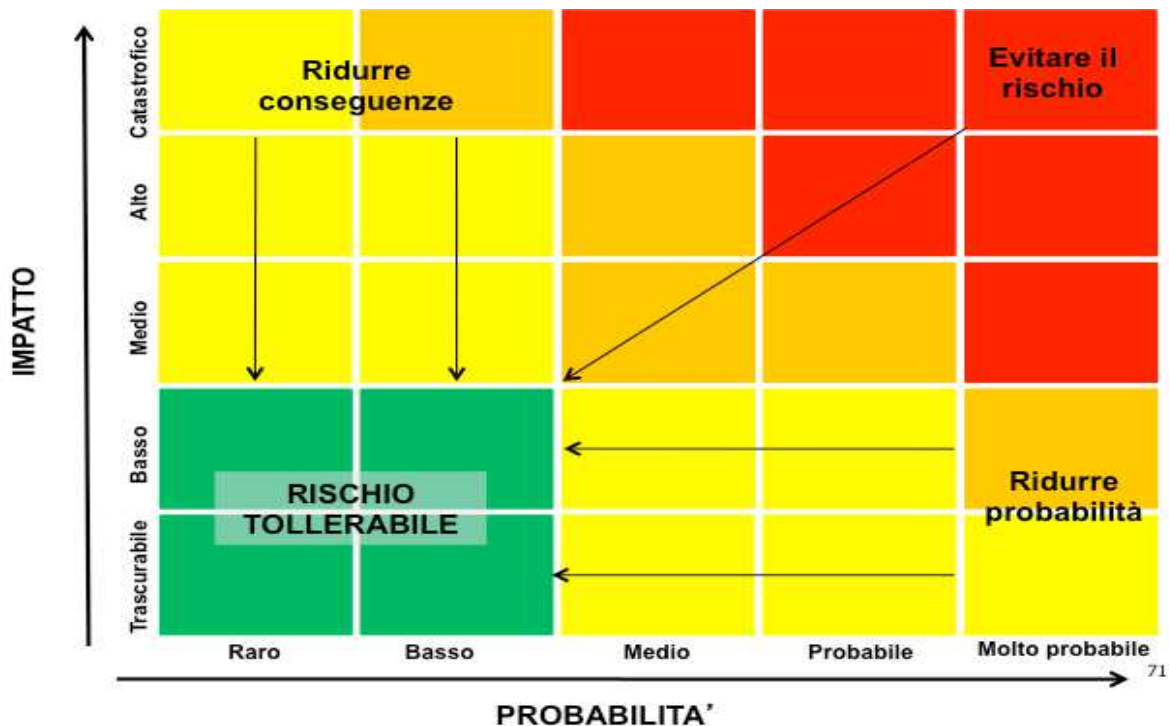 IMPATTO
Catastrofico
Alto
Medio
Basso
Trascurabile
Ridurre
conseguenze
Evitare il
rischio
RISCHIO
TOLLERABILE
Ridurre
probabilità
Raro
Basso
Medio
Probabile
Molto probabile
71
PROBABILITA'